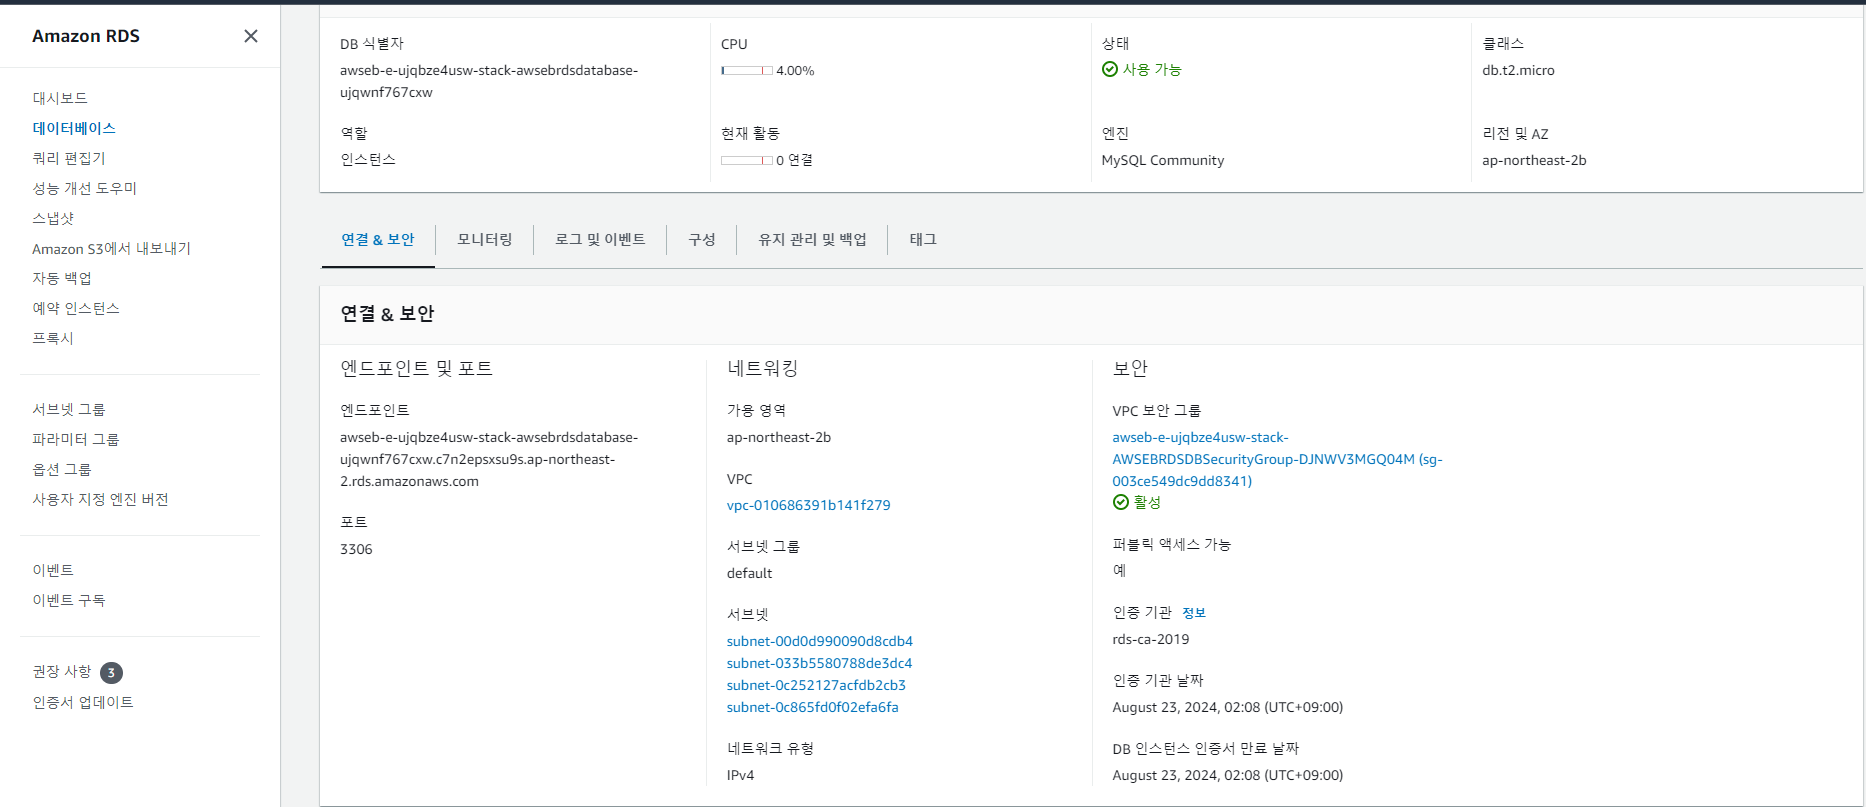 Amazon RDS
대시보드
데이터베이스
쿼리 편집기
성능 개선 도우미
스냅샷
Amazon S3에서 내보내기
자동 백업
예약 인스턴스
프록시
서브넷 그룹
파라미터 그룹
옵션 그룹
사용자 지정 엔진 버전
이벤트
이벤트 구독
권장 사항 3
인증서 업데이트
DB 식별자
awseb-e-ujqbze4usw-stack-awsebrdsdatabase-
ujqwnf767cxw
CPU
4.00%
상태
사용 가능
클래스
db.t2.micro
역할
인스턴스
현재 활동
0 연결
엔진
MySQL Community
리전 및 AZ
ap-northeast-2b
연결 & 보안
모니터링
로그 및 이벤트
구성
유지 관리 및 백업
태그
연결 & 보안
엔드포인트 및 포트
엔드포인트
awseb-e-ujqbze4usw-stack-awsebrdsdatabase-
ujqwnf767cxw.c7n2epsxsu9s.ap-northeast-
2.rds.amazonaws.com
포트
3306
네트워킹
가용 영역
ap-northeast-2b
VPC
vpc-010686391b141f279
서브넷 그룹
default
서브넷
subnet-00d0d990090d8cdb4
subnet-033b5580788de3dc4
subnet-0c252127acfdb2cb3
subnet-0c865fd0f02efa6fa
네트워크 유형
IPv4
보안
VPC 보안 그룹
awseb-e-ujqbze4usw-stack-
AWSEBRDSDBSecurityGroup-DJNWV3MGQ04M (sg-
003ce549dc9dd8341)
활성
퍼블릭 액세스 가능
예
인증 기관 정보
rds-ca-2019
인증 기관 날짜
August 23, 2024, 02:08 (UTC+09:00)
DB 인스턴스 인증서 만료 날짜
August 23, 2024, 02:08 (UTC+09:00)